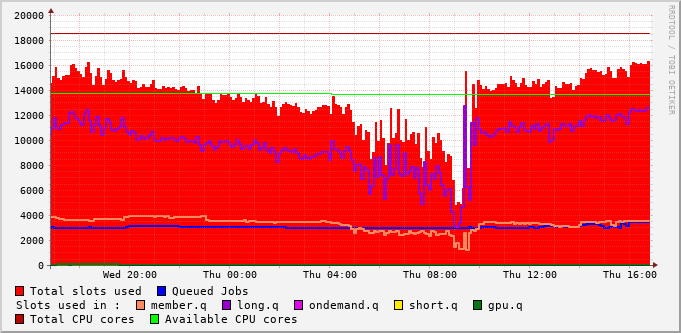 20000
18000
16000
14000
12000
10000
8000
6000
4000
2000
0
Wed 20:00 Thu 00:00 Thu 04:00 Thu 08:00 Thu 12:00 Thu 16:00
Total slots used Queued Jobs
Slots used in : member.q long.q ondemand.q short.q gpu.q
Total CPU cores Available CPU cores
RRDTOOL / TOBI OETIKER